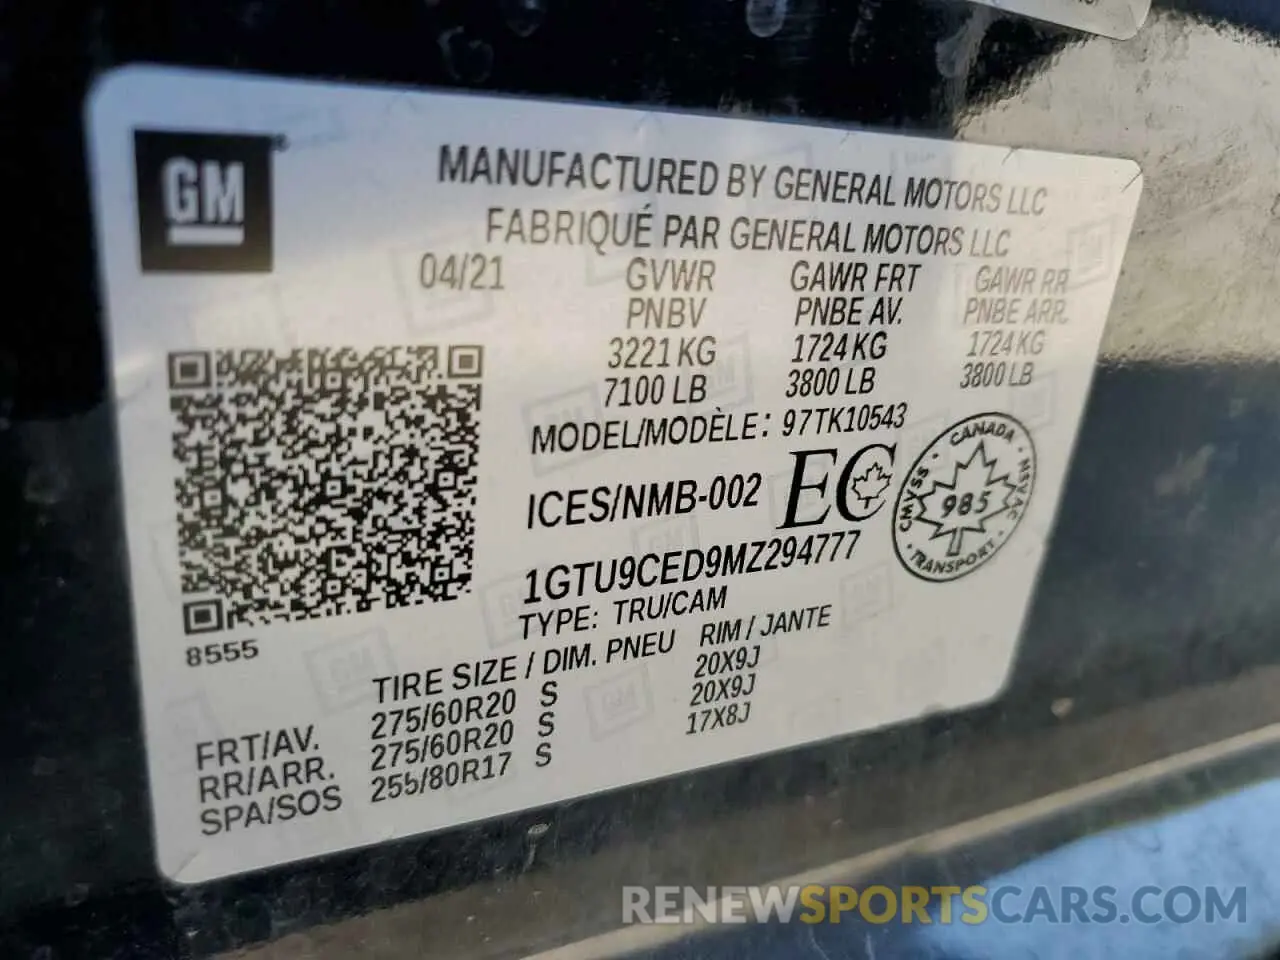 GM
MANUFACTURED BY GENERAL MOTORS LLC
FABRIQUÉ PAR GENERAL MOTORS LLC
04/21 GVWR GAWR FRT GAWR RR
PNBV PNBE AV. PNBE ARR.
3221 KG 1724 KG 1724 KG
7100 LB 3800 LB 3800 LB
MODEL/MODÈLE: 97TK10543
ICES/NMB-002 EC
CANADA
CMVSS · NSVAC
985
TRANSPORT
1GTU9CED9MZ294777
TYPE: TRU/CAM
8555
TIRE SIZE / DIM. PNEU RIM / JANTE
FRT/AV. 275/60R20 S 20X9J
RR/ARR. 275/60R20 S 20X9J
SPA/SOS 255/80R17 S 17X8J
RENEWSPORTSCARS.COM